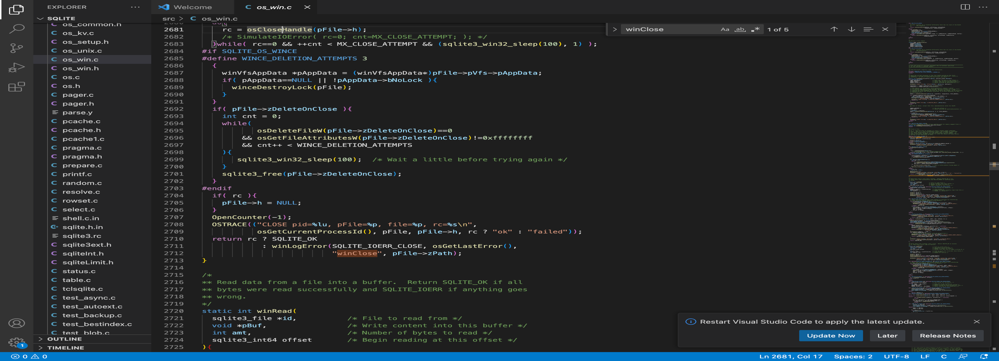 EXPLORER
SQLITE
os_common.h
os_kv.c
os_setup.h
os_unix.c
os_win.c
os_win.h
os.c
os.h
pager.c
pager.h
parse.y
pcache.c
pcache.h
pcache1.c
pragma.c
pragma.h
prepare.c
printf.c
random.c
resolve.c
rowset.c
select.c
shell.c.in
sqlite.h.in
sqlite3.rc
sqlite3ext.h
sqliteInt.h
sqliteLimit.h
status.c
table.c
tclsqlite.c
test_async.c
test_autoext.c
test_backup.c
test_bestindex.c
test_blob.c
OUTLINE
TIMELINE
1
Welcome
C os_win.c
src > C os_win.c
2680 do{
2681 rc = osCloseHandle(pFile->h);
2682 /* SimulateIOError( rc=0; cnt=MX_CLOSE_ATTEMPT; ); */
2683 }while( rc==0 && ++cnt < MX_CLOSE_ATTEMPT && (sqlite3_win32_sleep(100), 1) );
2684 #if SQLITE_OS_WINCE
2685 #define WINCE_DELETION_ATTEMPTS 3
2686 {
2687 winVfsAppData *pAppData = (winVfsAppData*)pFile->pVfs->pAppData;
2688 if( pAppData==NULL || !pAppData->bNoLock ){
2689 winceDestroyLock(pFile);
2690 }
2691 }
2692 if( pFile->zDeleteOnClose ){
2693 int cnt = 0;
2694 while(
2695 osDeleteFileW(pFile->zDeleteOnClose)==0
2696 && osGetFileAttributesW(pFile->zDeleteOnClose)!=0xffffffff
2697 && cnt++ < WINCE_DELETION_ATTEMPTS
2698 ){
2699 sqlite3_win32_sleep(100);  /* Wait a little before trying again */
2700 }
2701 sqlite3_free(pFile->zDeleteOnClose);
2702 }
2703 #endif
2704 if( rc ){
2705 pFile->h = NULL;
2706 }
2707 OpenCounter(-1);
2708 OSTRACE(("CLOSE pid=%lu, pFile=%p, file=%p, rc=%s\n",
2709 osGetCurrentProcessId(), pFile, pFile->h, rc ? "ok" : "failed"));
2710 return rc ? SQLITE_OK
2711 : winLogError(SQLITE_IOERR_CLOSE, osGetLastError(),
2712 "winClose", pFile->zPath);
2713 }
2714
2715 /*
2716 ** Read data from a file into a buffer.  Return SQLITE_OK if all
2717 ** bytes were read successfully and SQLITE_IOERR if anything goes
2718 ** wrong.
2719 */
2720 static int winRead(
2721 sqlite3_file *id, /* File to read from */
2722 void *pBuf, /* Write content into this buffer */
2723 int amt, /* Number of bytes to read */
2724 sqlite3_int64 offset /* Begin reading at this offset */
2725 ){
winClose Aa ab .* 1 of 5
Restart Visual Studio Code to apply the latest update.
Update Now Later Release Notes
0 0
Ln 2681, Col 17 Spaces: 2 UTF-8 LF C